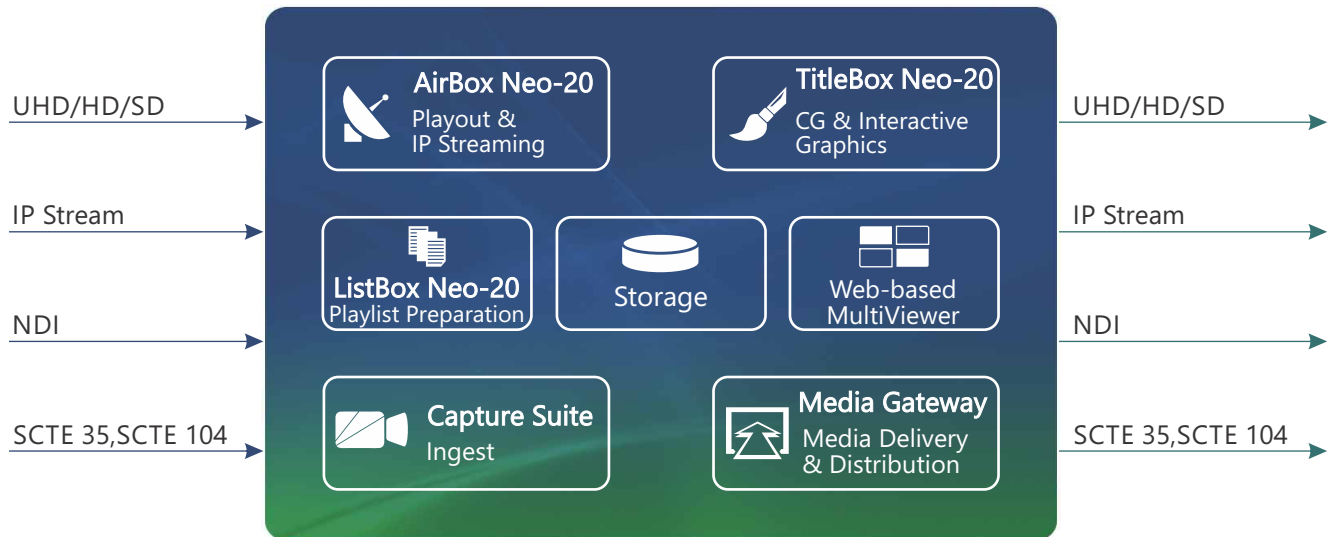 UHD/HD/SD
IP Stream
NDI
SCTE 35,SCTE 104
AirBox Neo-20
Playout &
IP Streaming
TitleBox Neo-20
CG & Interactive
Graphics
ListBox Neo-20
Playlist Preparation
Storage
Web-based
MultiViewer
Capture Suite
Ingest
Media Gateway
Media Delivery
& Distribution
UHD/HD/SD
IP Stream
NDI
SCTE 35,SCTE 104